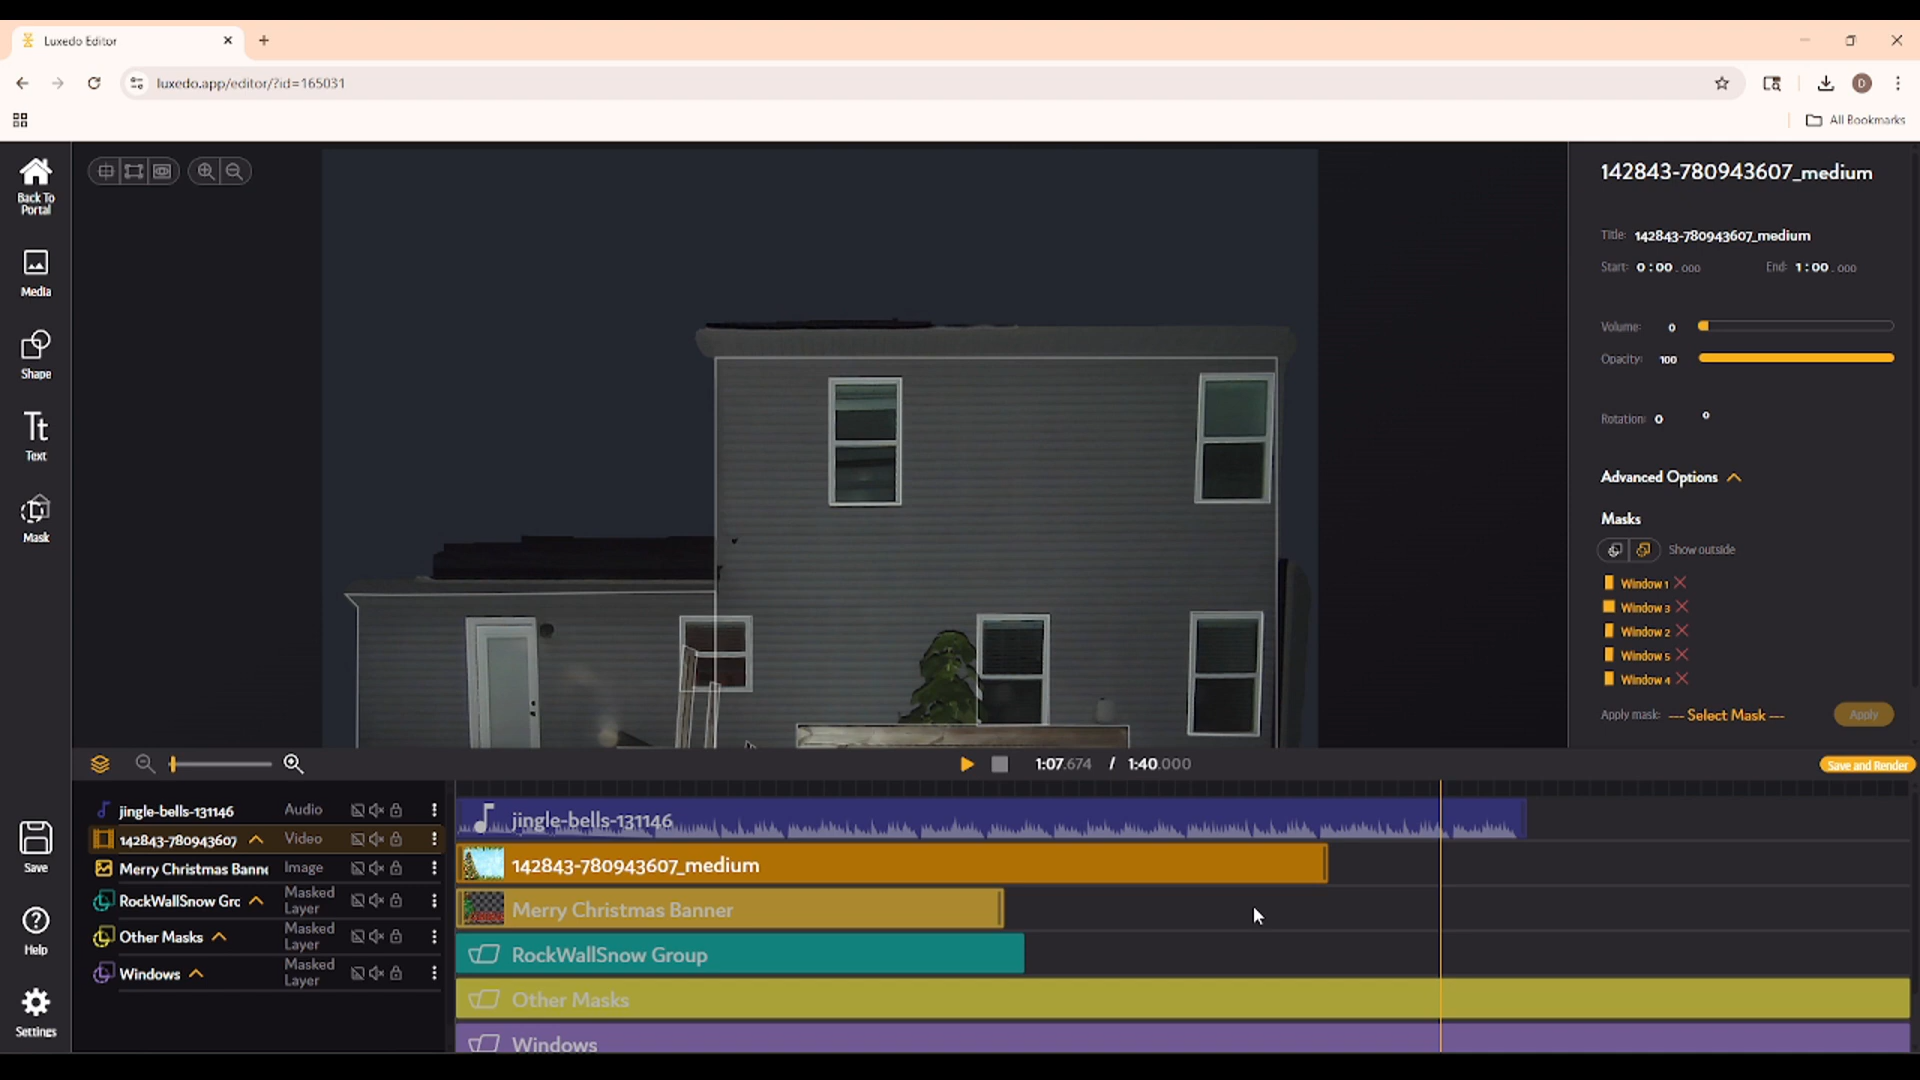 Luxedo Editor
luxedo.app/editor/?id=165031
All Bookmarks
Back To
Portal
Media
Shape
Text
Mask
Save
Help
Settings
142843-780943607_medium
Title: 142843-780943607_medium
Start: 0:00.000 End: 1:00.000
Volume: 0
Opacity: 100
Rotation: 0 °
Advanced Options
Masks
Show outside
Window 1
Window 3
Window 2
Window 5
Window 4
Apply mask: --- Select Mask --- Apply
1:07.674 / 1:40.000
Save and Render
jingle-bells-131146 Audio
142843-780943607 Video
Merry Christmas Banne Image
RockWallSnow Grc Masked Layer
Other Masks Masked Layer
Windows Masked Layer
jingle-bells-131146
142843-780943607_medium
Merry Christmas Banner
RockWallSnow Group
Other Masks
Windows